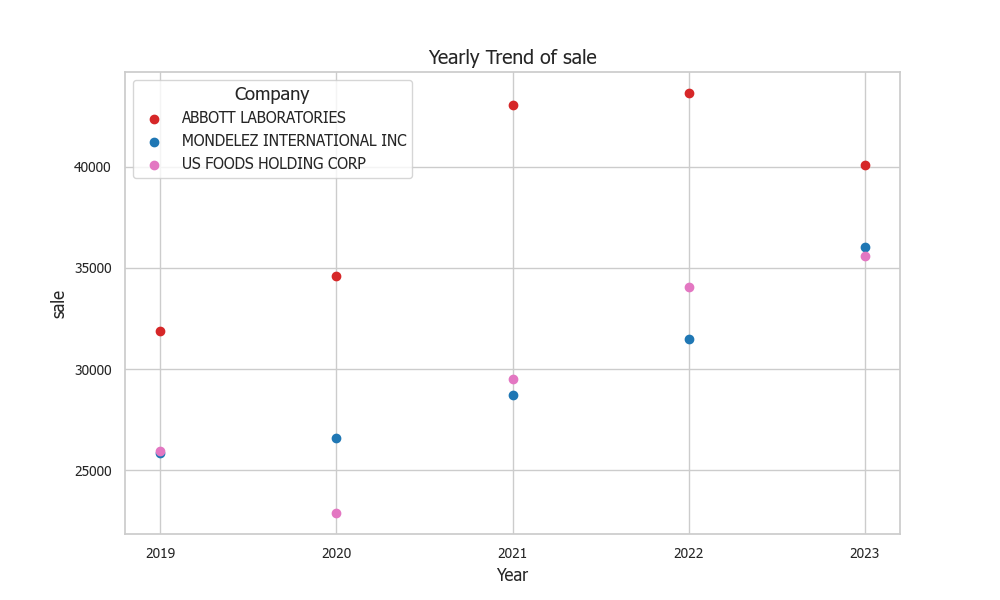 Yearly Trend of sale
Company
ABBOTT LABORATORIES
MONDELEZ INTERNATIONAL INC
US FOODS HOLDING CORP
40000
35000
30000
25000
sale
2019 2020 2021 2022 2023
Year